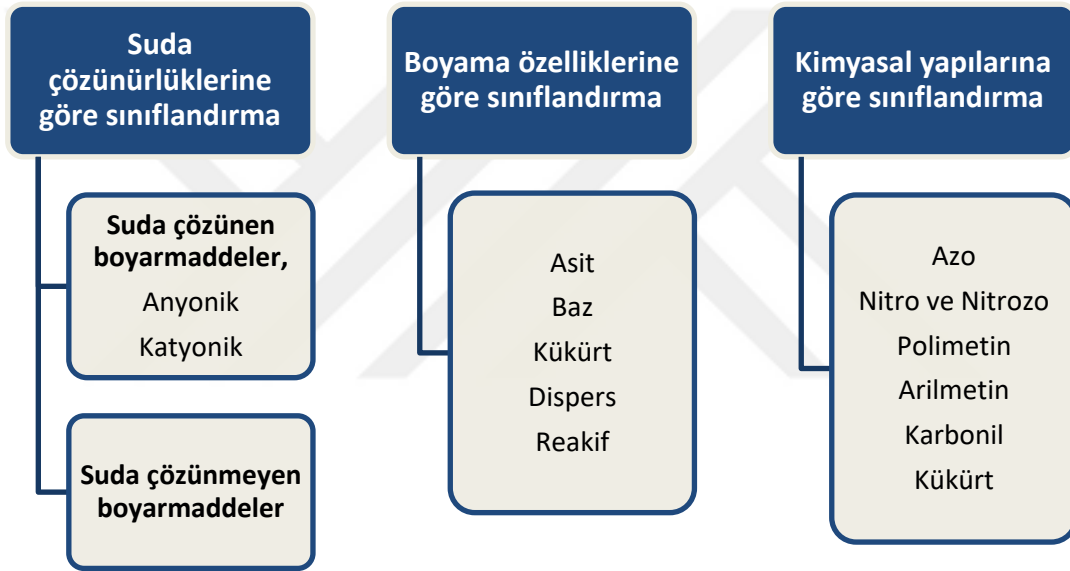 Suda
çözünürlüklerine
göre sınıflandırma
Suda çözünen
boyarmaddeler,
Anyonik
Katyonik
Suda çözünmeyen
boyarmaddeler
Boyama özelliklerine
göre sınıflandırma
Asit
Baz
Kükürt
Dispers
Reakif
Kimyasal yapılarına
göre sınıflandırma
Azo
Nitro ve Nitrozo
Polimetin
Arilmetin
Karbonil
Kükürt